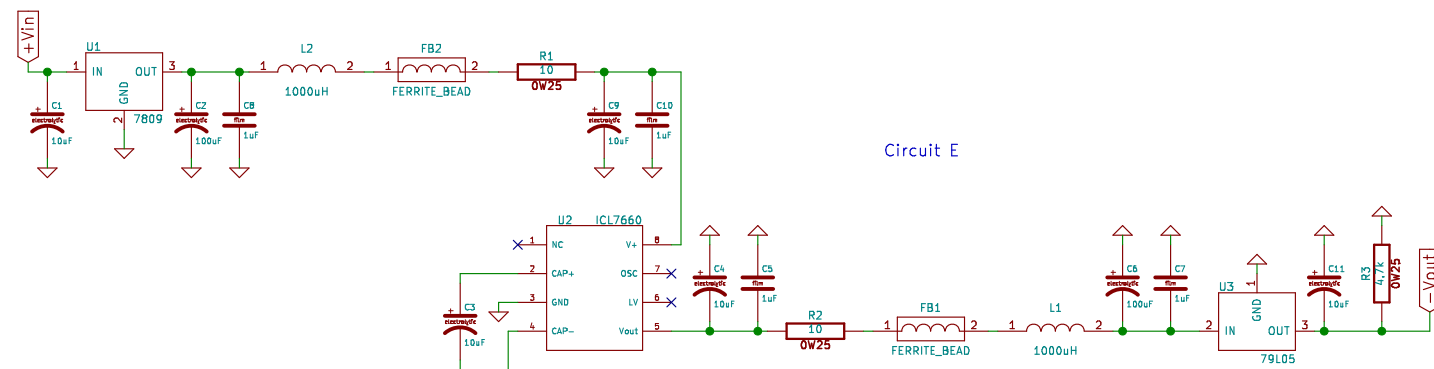 +Vin
U1
1 IN OUT 3
GND
2
7809
L2
1 2
1000uH
FB2
1 2
FERRITE_BEAD
R1
10
0W25
C1
+
electrolytic
10uF
C2
+
electrolytic
100uF
C8
film
1uF
C9
+
electrolytic
10uF
C10
film
1uF
Circuit E
U2 ICL7660
1 NC V+ 8
2 CAP+ OSC 7
3 GND LV 6
4 CAP- Vout 5
C3
+
electrolytic
10uF
C4
+
electrolytic
10uF
C5
film
1uF
R2
10
0W25
FB1
1 2
FERRITE_BEAD
L1
1 2
1000uH
C6
+
electrolytic
100uF
C7
film
1uF
U3
1
GND
2 IN OUT 3
79L05
C11
+
electrolytic
10uF
R3
4.7k
0W25
-Vout